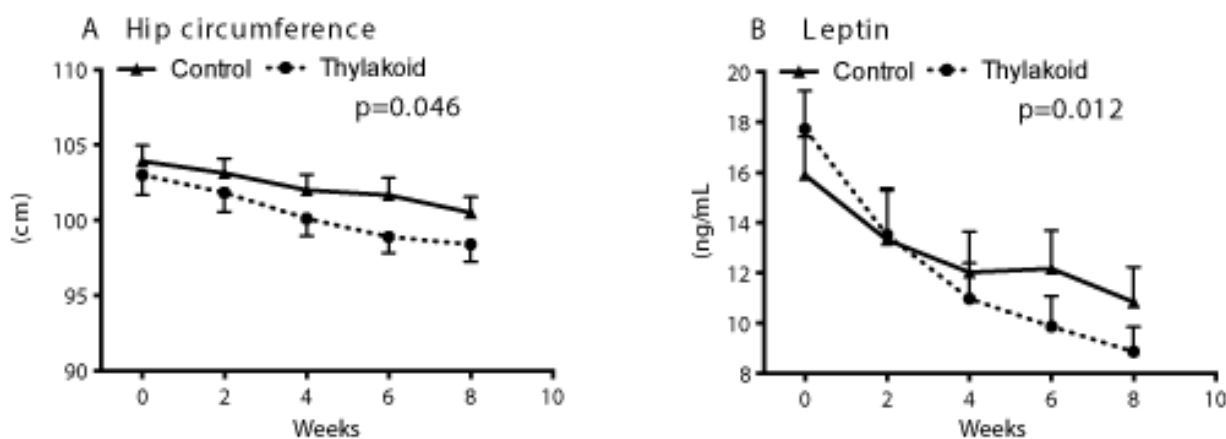 A Hip circumference
Control Thylakoid
p=0.046
110
105
100
95
90
(cm)
0 2 4 6 8 10
Weeks
B Leptin
Control Thylakoid
p=0.012
20
18
16
14
12
10
8
(ng/mL)
0 2 4 6 8 10
Weeks